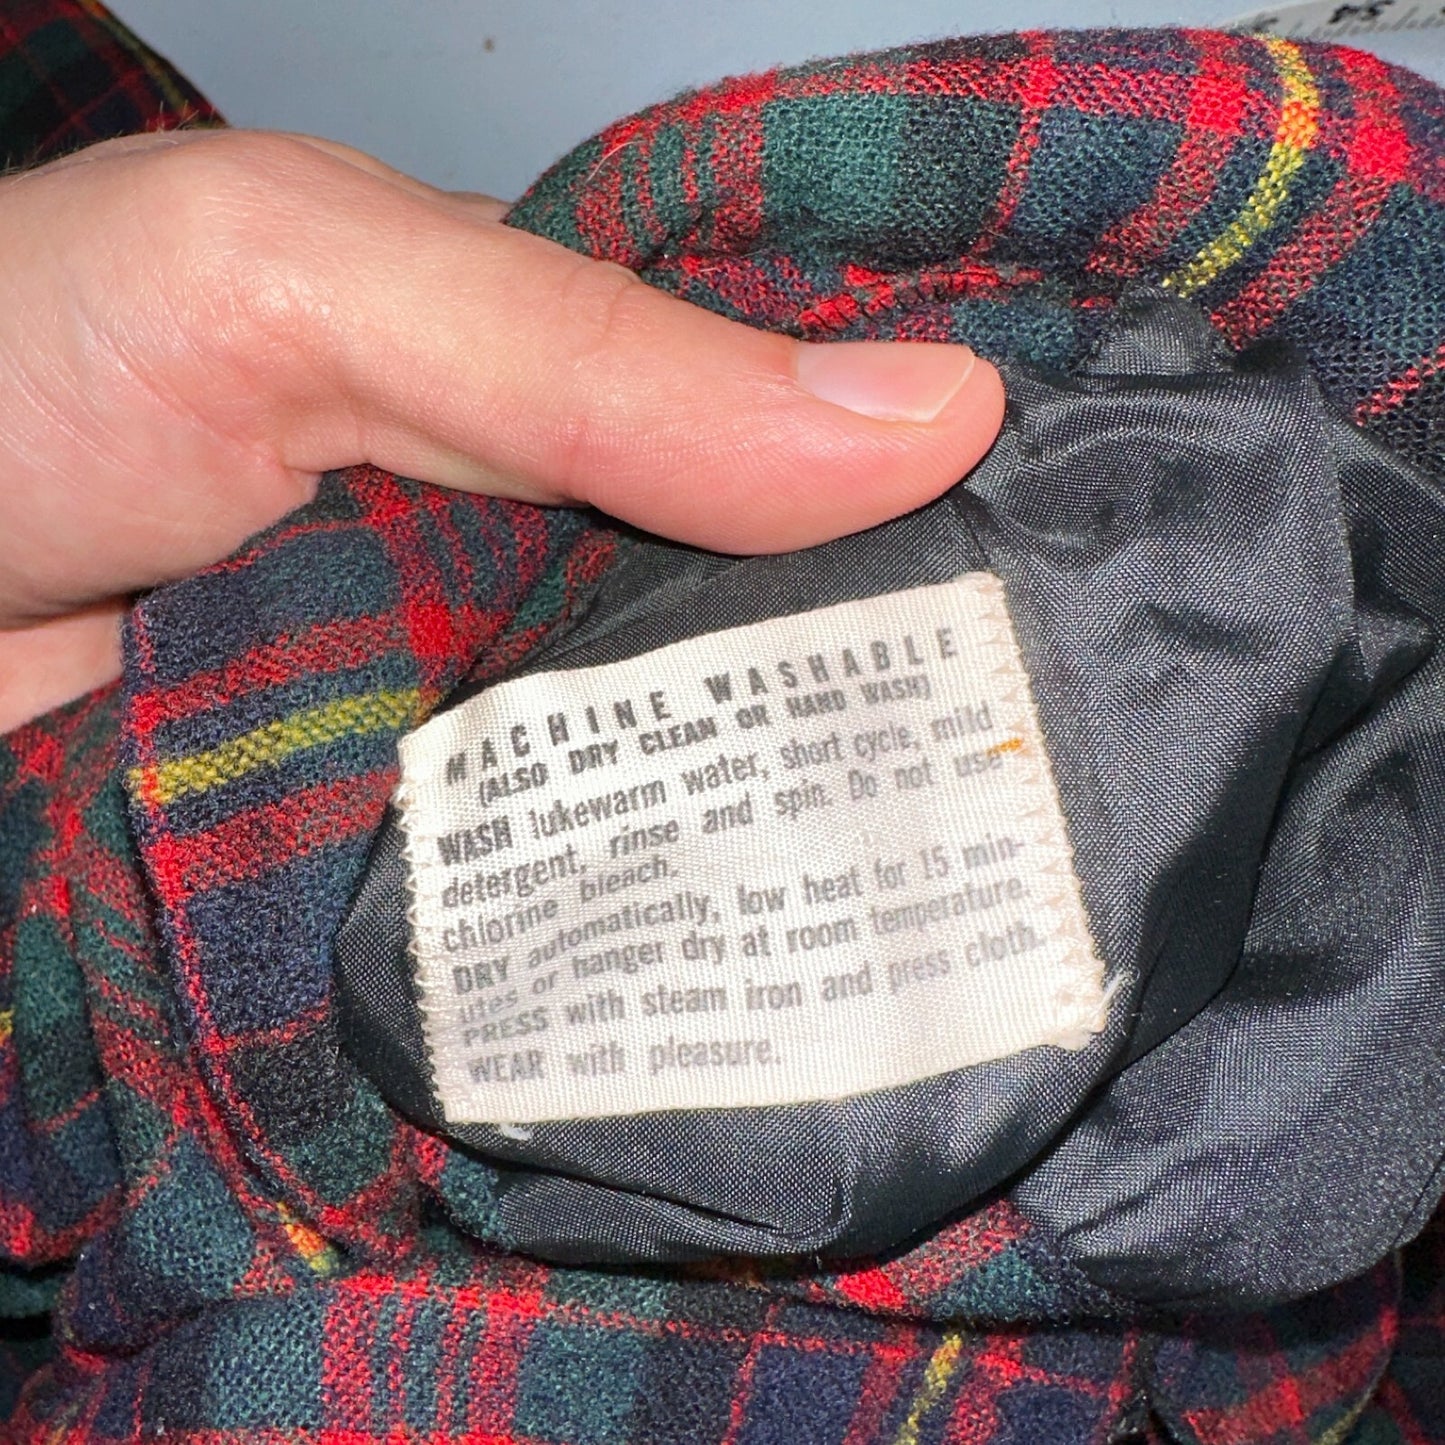 34
MACHINE WASHABLE
(ALSO DRY CLEAN OR HAND WASH)
WASH lukewarm water, short cycle, mild
detergent, rinse and spin. Do not use
chlorine bleach.
DRY automatically, low heat for 15 min-
utes or hanger dry at room temperature.
PRESS with steam iron and press cloth.
WEAR with pleasure.